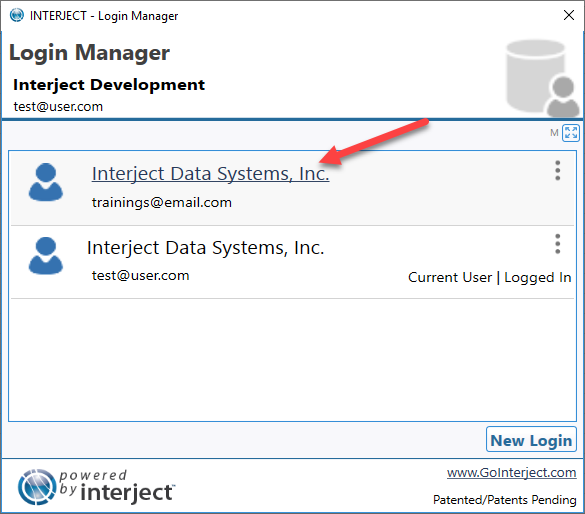 INTERJECT - Login Manager
Login Manager
Interject Development
test@user.com
M
Interject Data Systems, Inc.
trainings@email.com
Interject Data Systems, Inc.
test@user.com
Current User | Logged In
New Login
powered
by interject™
www.GoInterject.com
Patented/Patents Pending